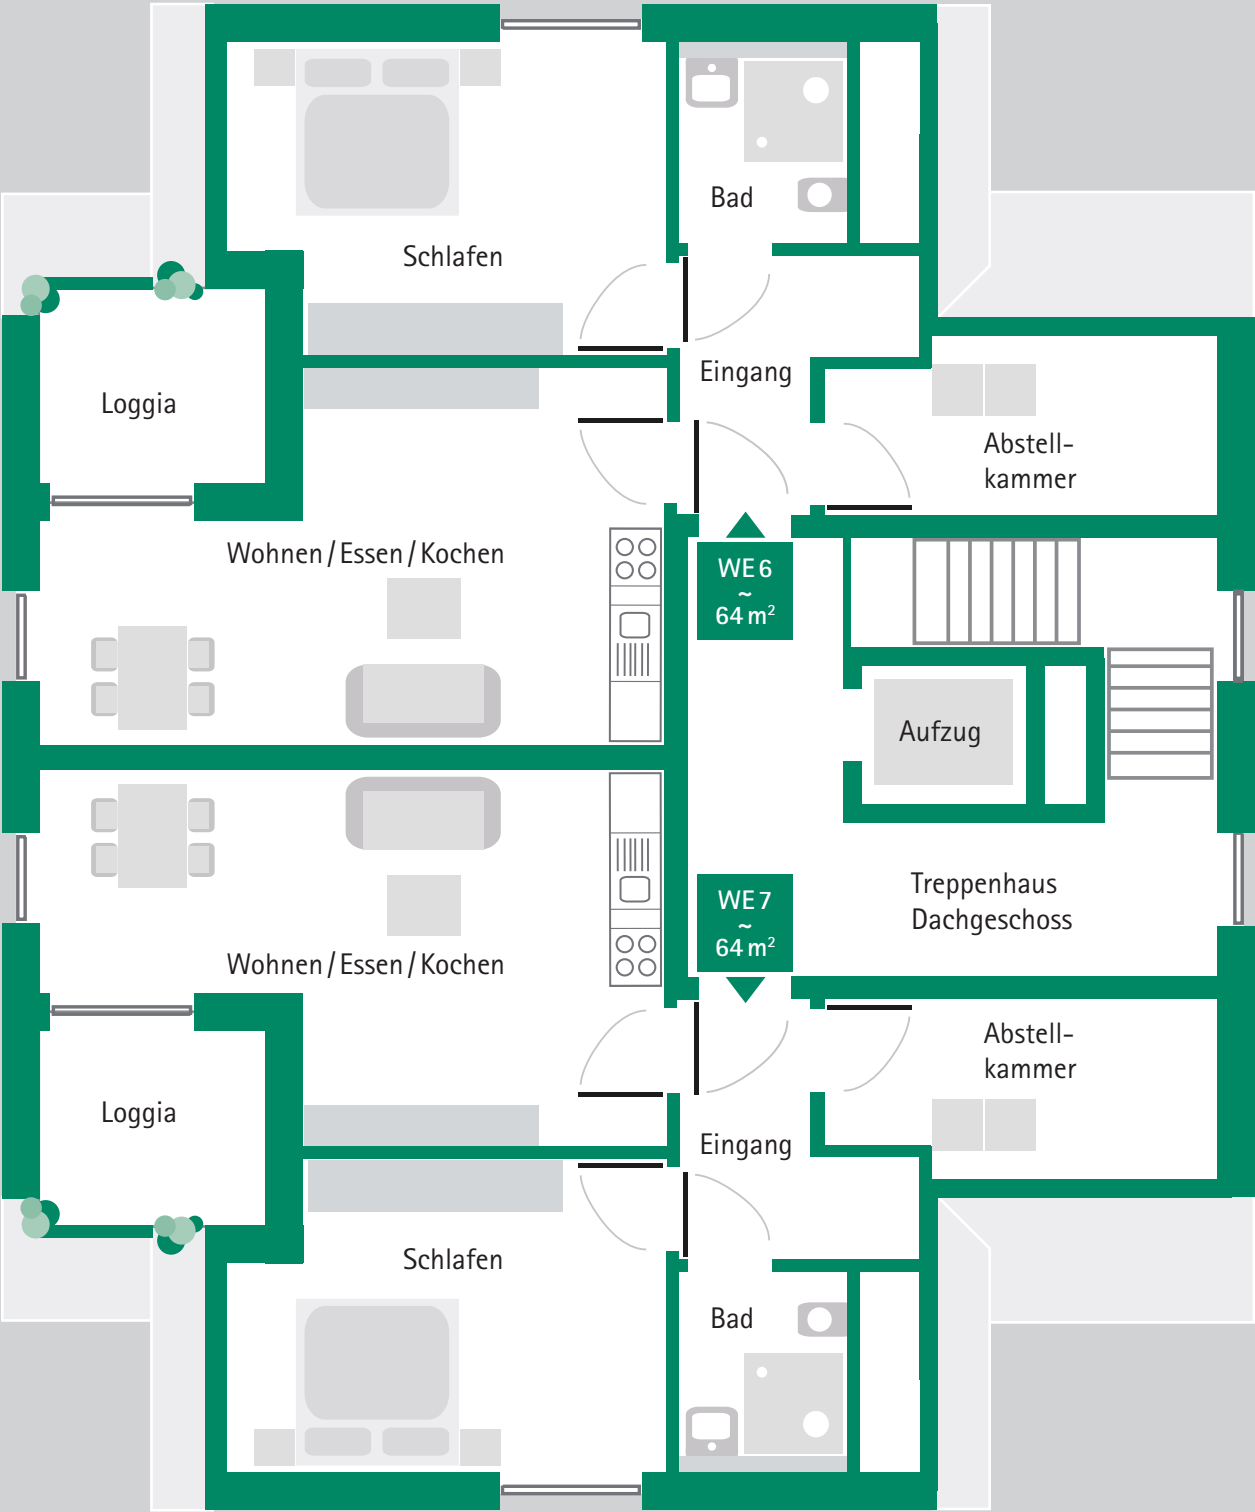 Bad
Schlafen
Eingang
Loggia
Abstell-
kammer
Wohnen / Essen / Kochen
WE 6
~
64 m²
Aufzug
Treppenhaus
Dachgeschoss
WE 7
~
64 m²
Wohnen / Essen / Kochen
Abstell-
kammer
Loggia
Eingang
Schlafen
Bad